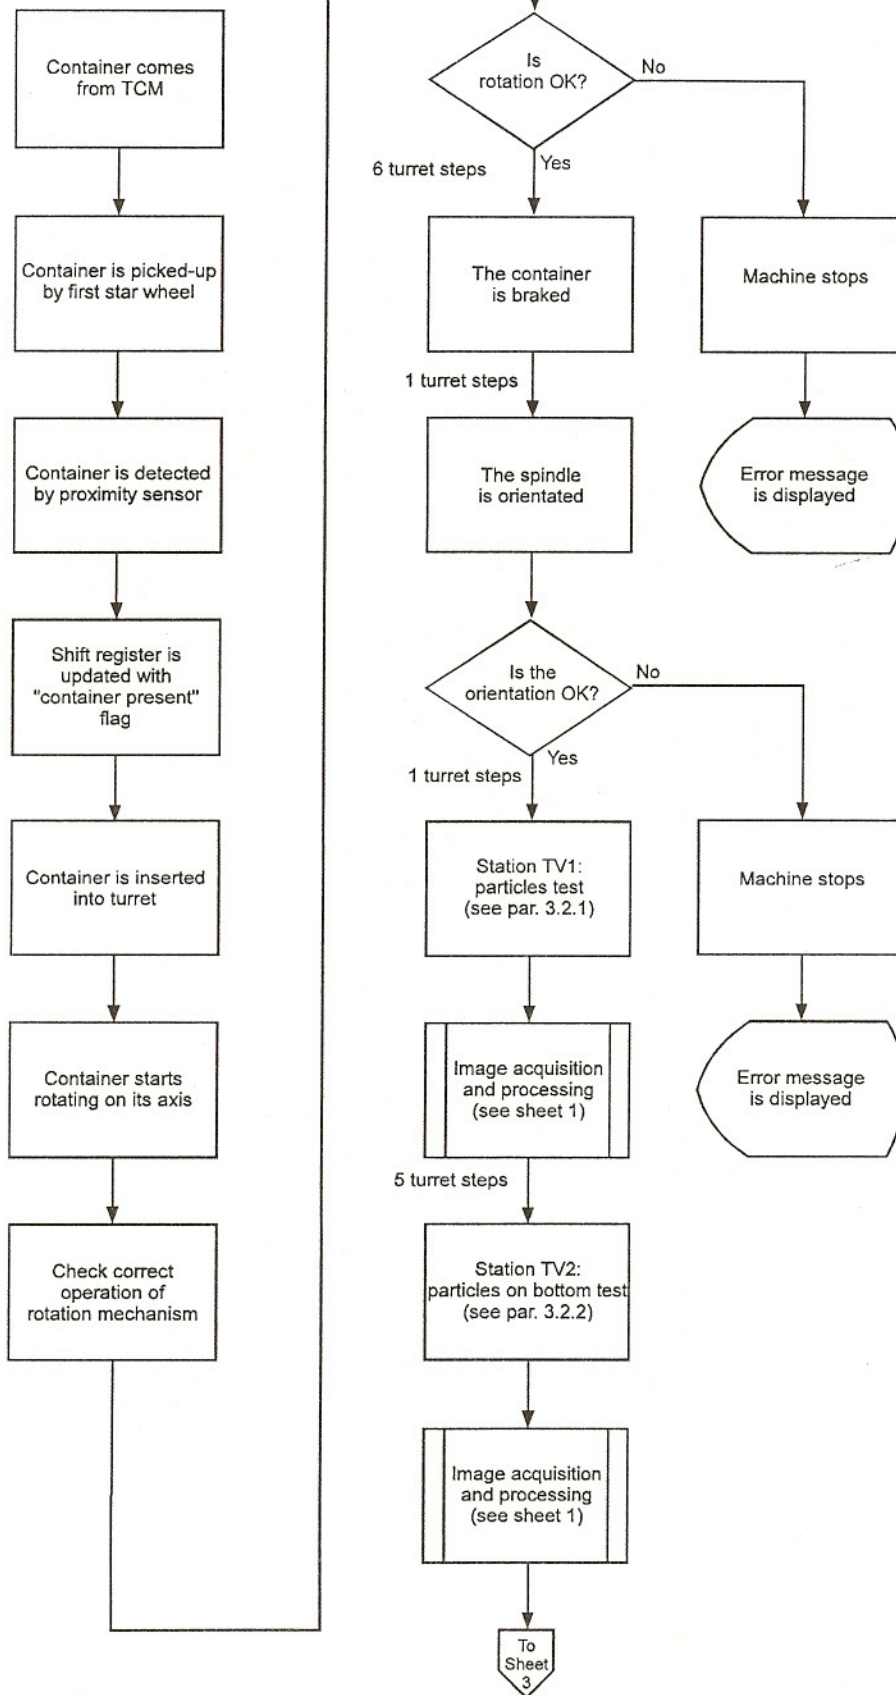 Container comes
from TCM
Container is picked-up
by first star wheel
Container is detected
by proximity sensor
Shift register is
updated with
"container present"
flag
Container is inserted
into turret
Container starts
rotating on its axis
Check correct
operation of
rotation mechanism
Is
rotation OK?
No
Yes
6 turret steps
The container
is braked
Machine stops
1 turret steps
The spindle
is orientated
Error message
is displayed
Is the
orientation OK?
No
Yes
1 turret steps
Station TV1:
particles test
(see par. 3.2.1)
Machine stops
Image acquisition
and processing
(see sheet 1)
Error message
is displayed
5 turret steps
Station TV2:
particles on bottom test
(see par. 3.2.2)
Image acquisition
and processing
(see sheet 1)
To
Sheet
3